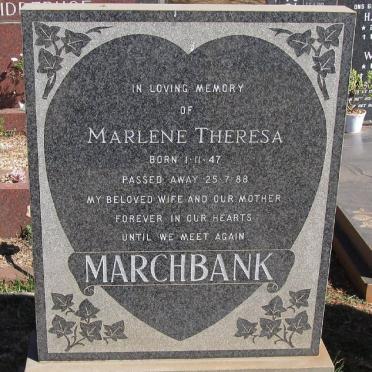 IN LOVING MEMORY
OF
MARLENE THERESA
BORN 1·11·47
PASSED AWAY 25·7·88
MY BELOVED WIFE AND OUR MOTHER
FOREVER IN OUR HEARTS
UNTIL WE MEET AGAIN
MARCHBANK